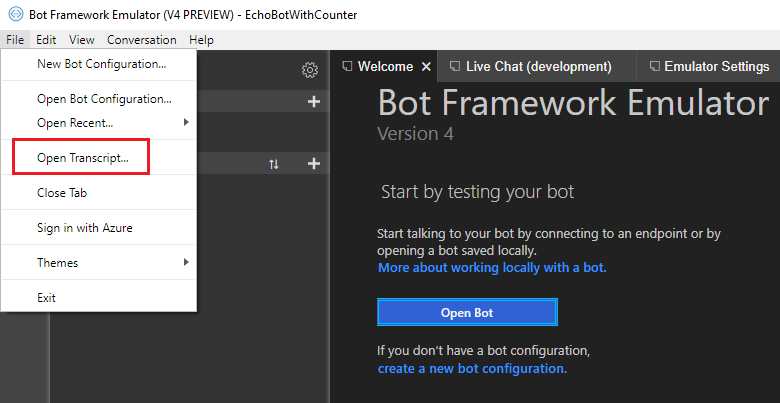 Bot Framework Emulator (V4 PREVIEW) - EchoBotWithCounter
File Edit View Conversation Help
New Bot Configuration...
Open Bot Configuration...
Open Recent...
Open Transcript...
Close Tab
Sign in with Azure
Themes
Exit
Welcome
Live Chat (development)
Emulator Settings
Bot Framework Emulator
Version 4
Start by testing your bot
Start talking to your bot by connecting to an endpoint or by
opening a bot saved locally.
More about working locally with a bot.
Open Bot
If you don't have a bot configuration,
create a new bot configuration.